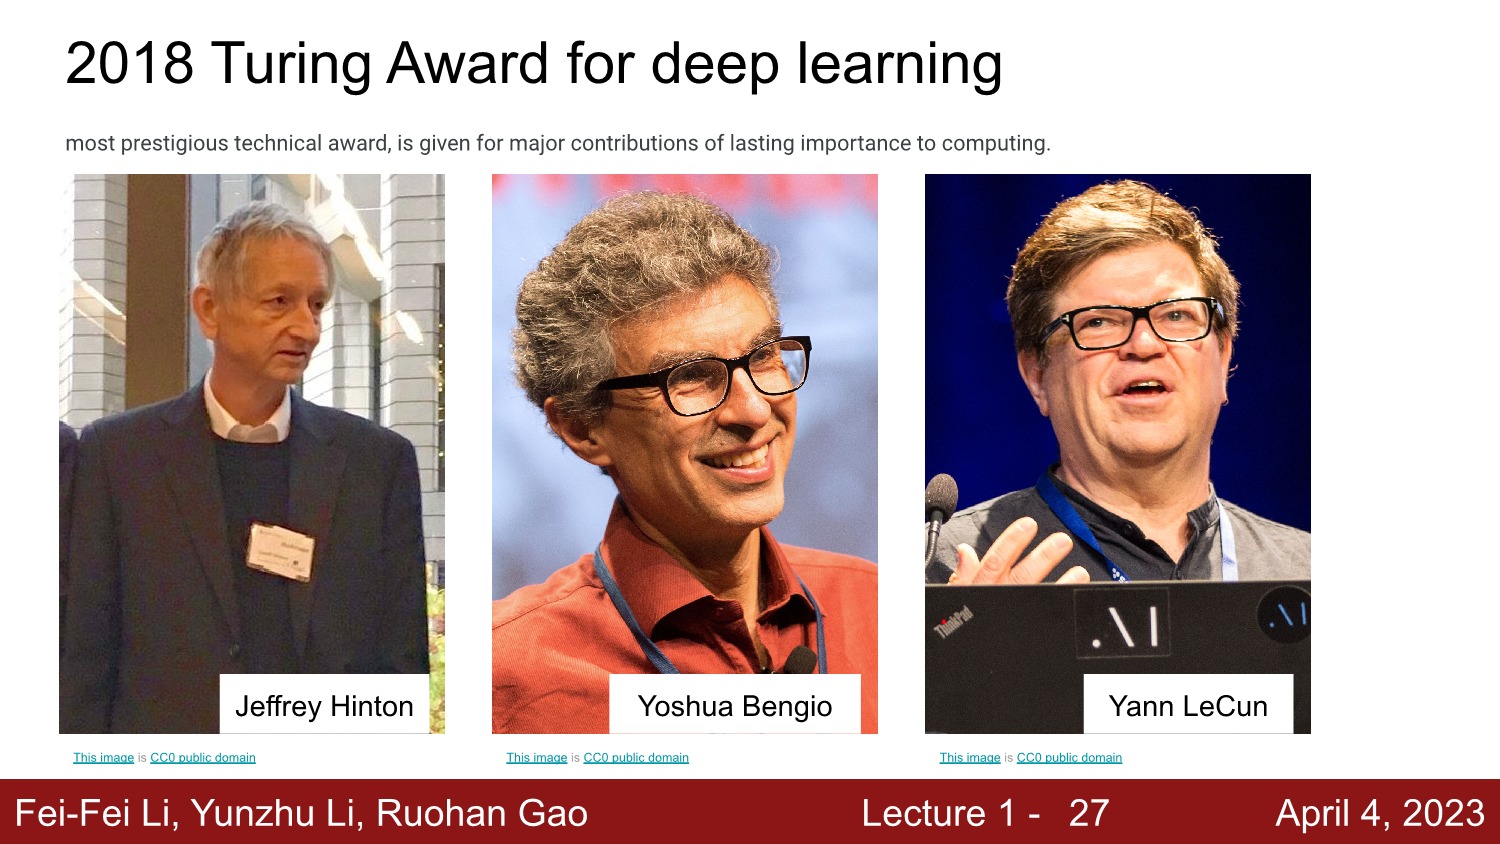 2018 Turing Award for deep learning
most prestigious technical award, is given for major contributions of lasting importance to computing.
ThinkPad
.\I
.\I
Jeffrey Hinton
Yoshua Bengio
Yann LeCun
This image is CC0 public domain
This image is CC0 public domain
This image is CC0 public domain
Fei-Fei Li, Yunzhu Li, Ruohan Gao
Lecture 1 - 27
April 4, 2023